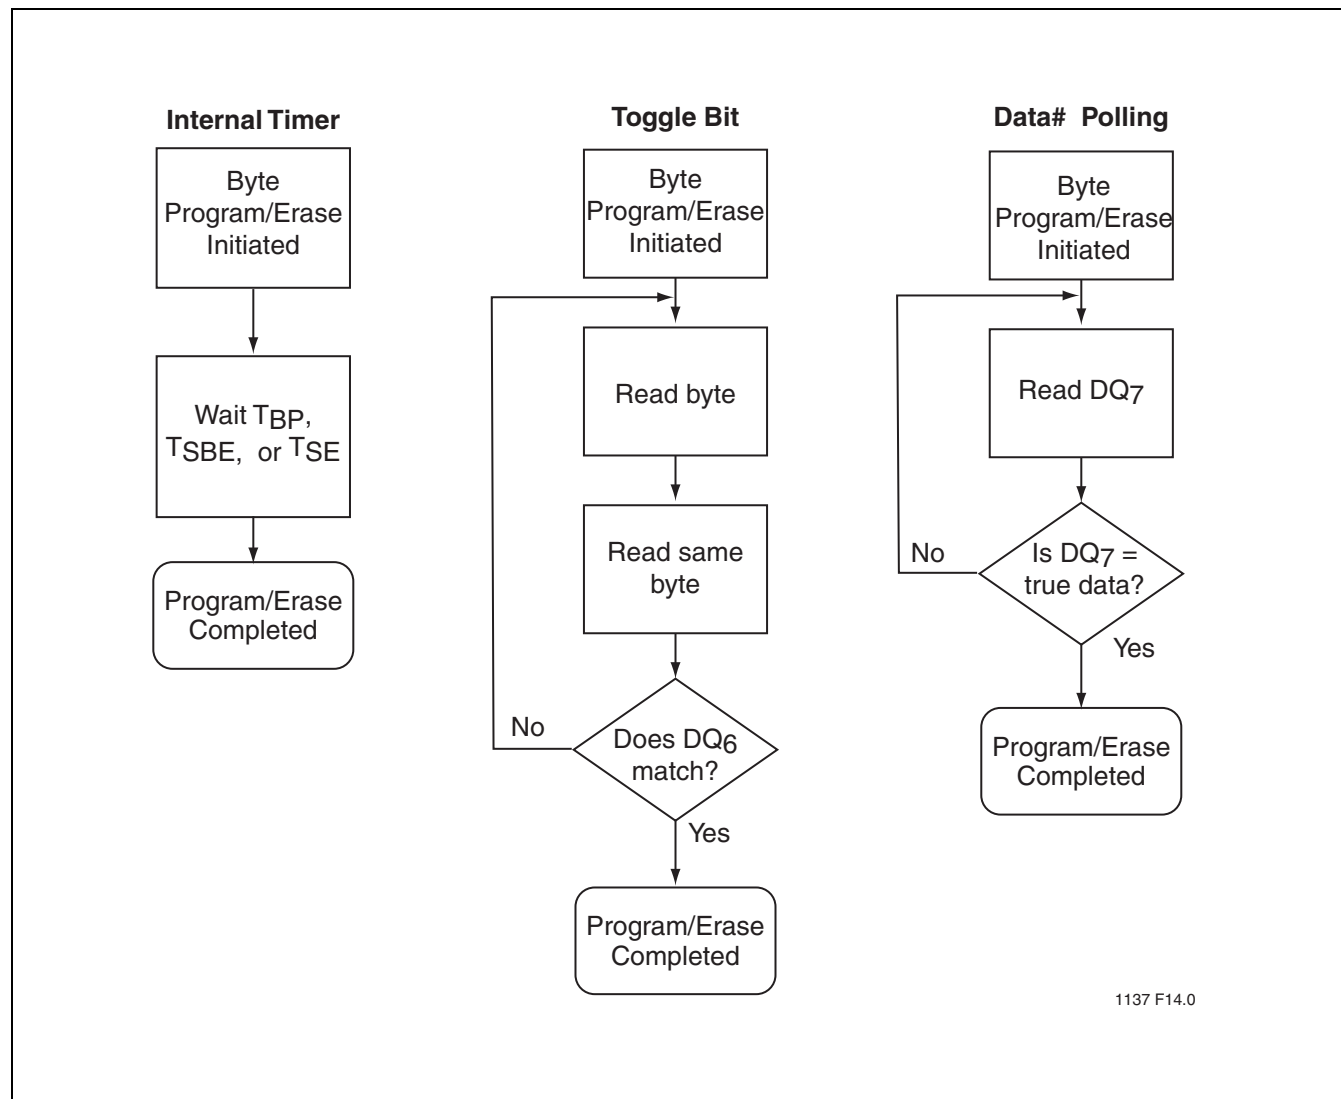 Internal Timer
Byte
Program/Erase
Initiated
Wait TBP,
TSBE, or TSE
Program/Erase
Completed
Toggle Bit
Byte
Program/Erase
Initiated
Read byte
Read same
byte
No
Does DQ6
match?
Yes
Program/Erase
Completed
Data# Polling
Byte
Program/Erase
Initiated
Read DQ7
No
Is DQ7 =
true data?
Yes
Program/Erase
Completed
1137 F14.0